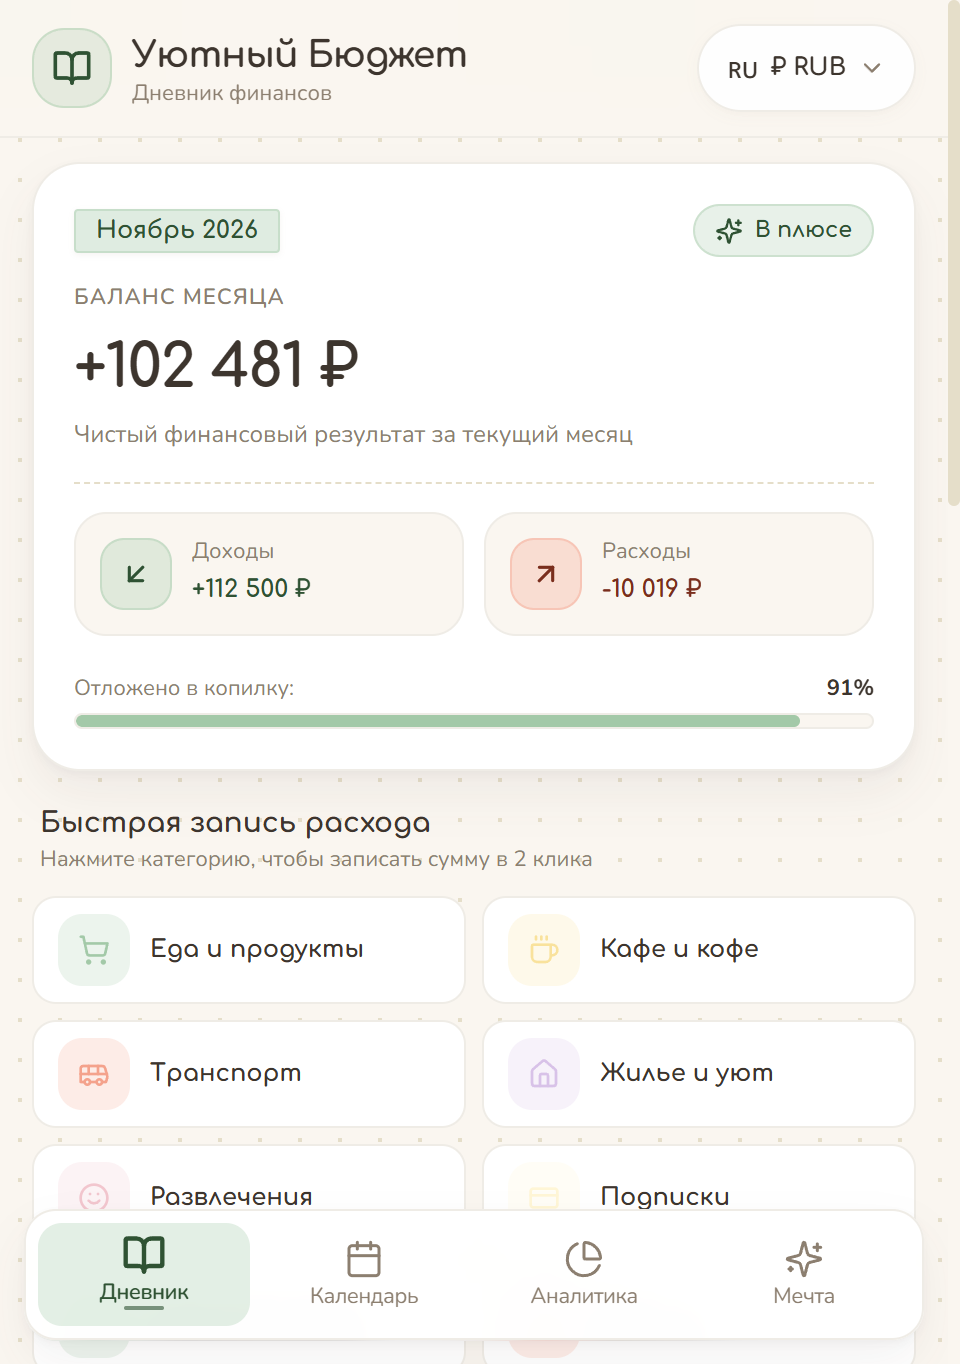 Уютный Бюджет
Дневник финансов
RU ₽ RUB
Ноябрь 2026
В плюсе
БАЛАНС МЕСЯЦА
+102 481 ₽
Чистый финансовый результат за текущий месяц
Доходы
+112 500 ₽
Расходы
-10 019 ₽
Отложено в копилку:
91%
Быстрая запись расхода
Нажмите категорию, чтобы записать сумму в 2 клика
Еда и продукты
Кафе и кофе
Транспорт
Жилье и уют
Развлечения
Подписки
Дневник
Календарь
Аналитика
Мечта